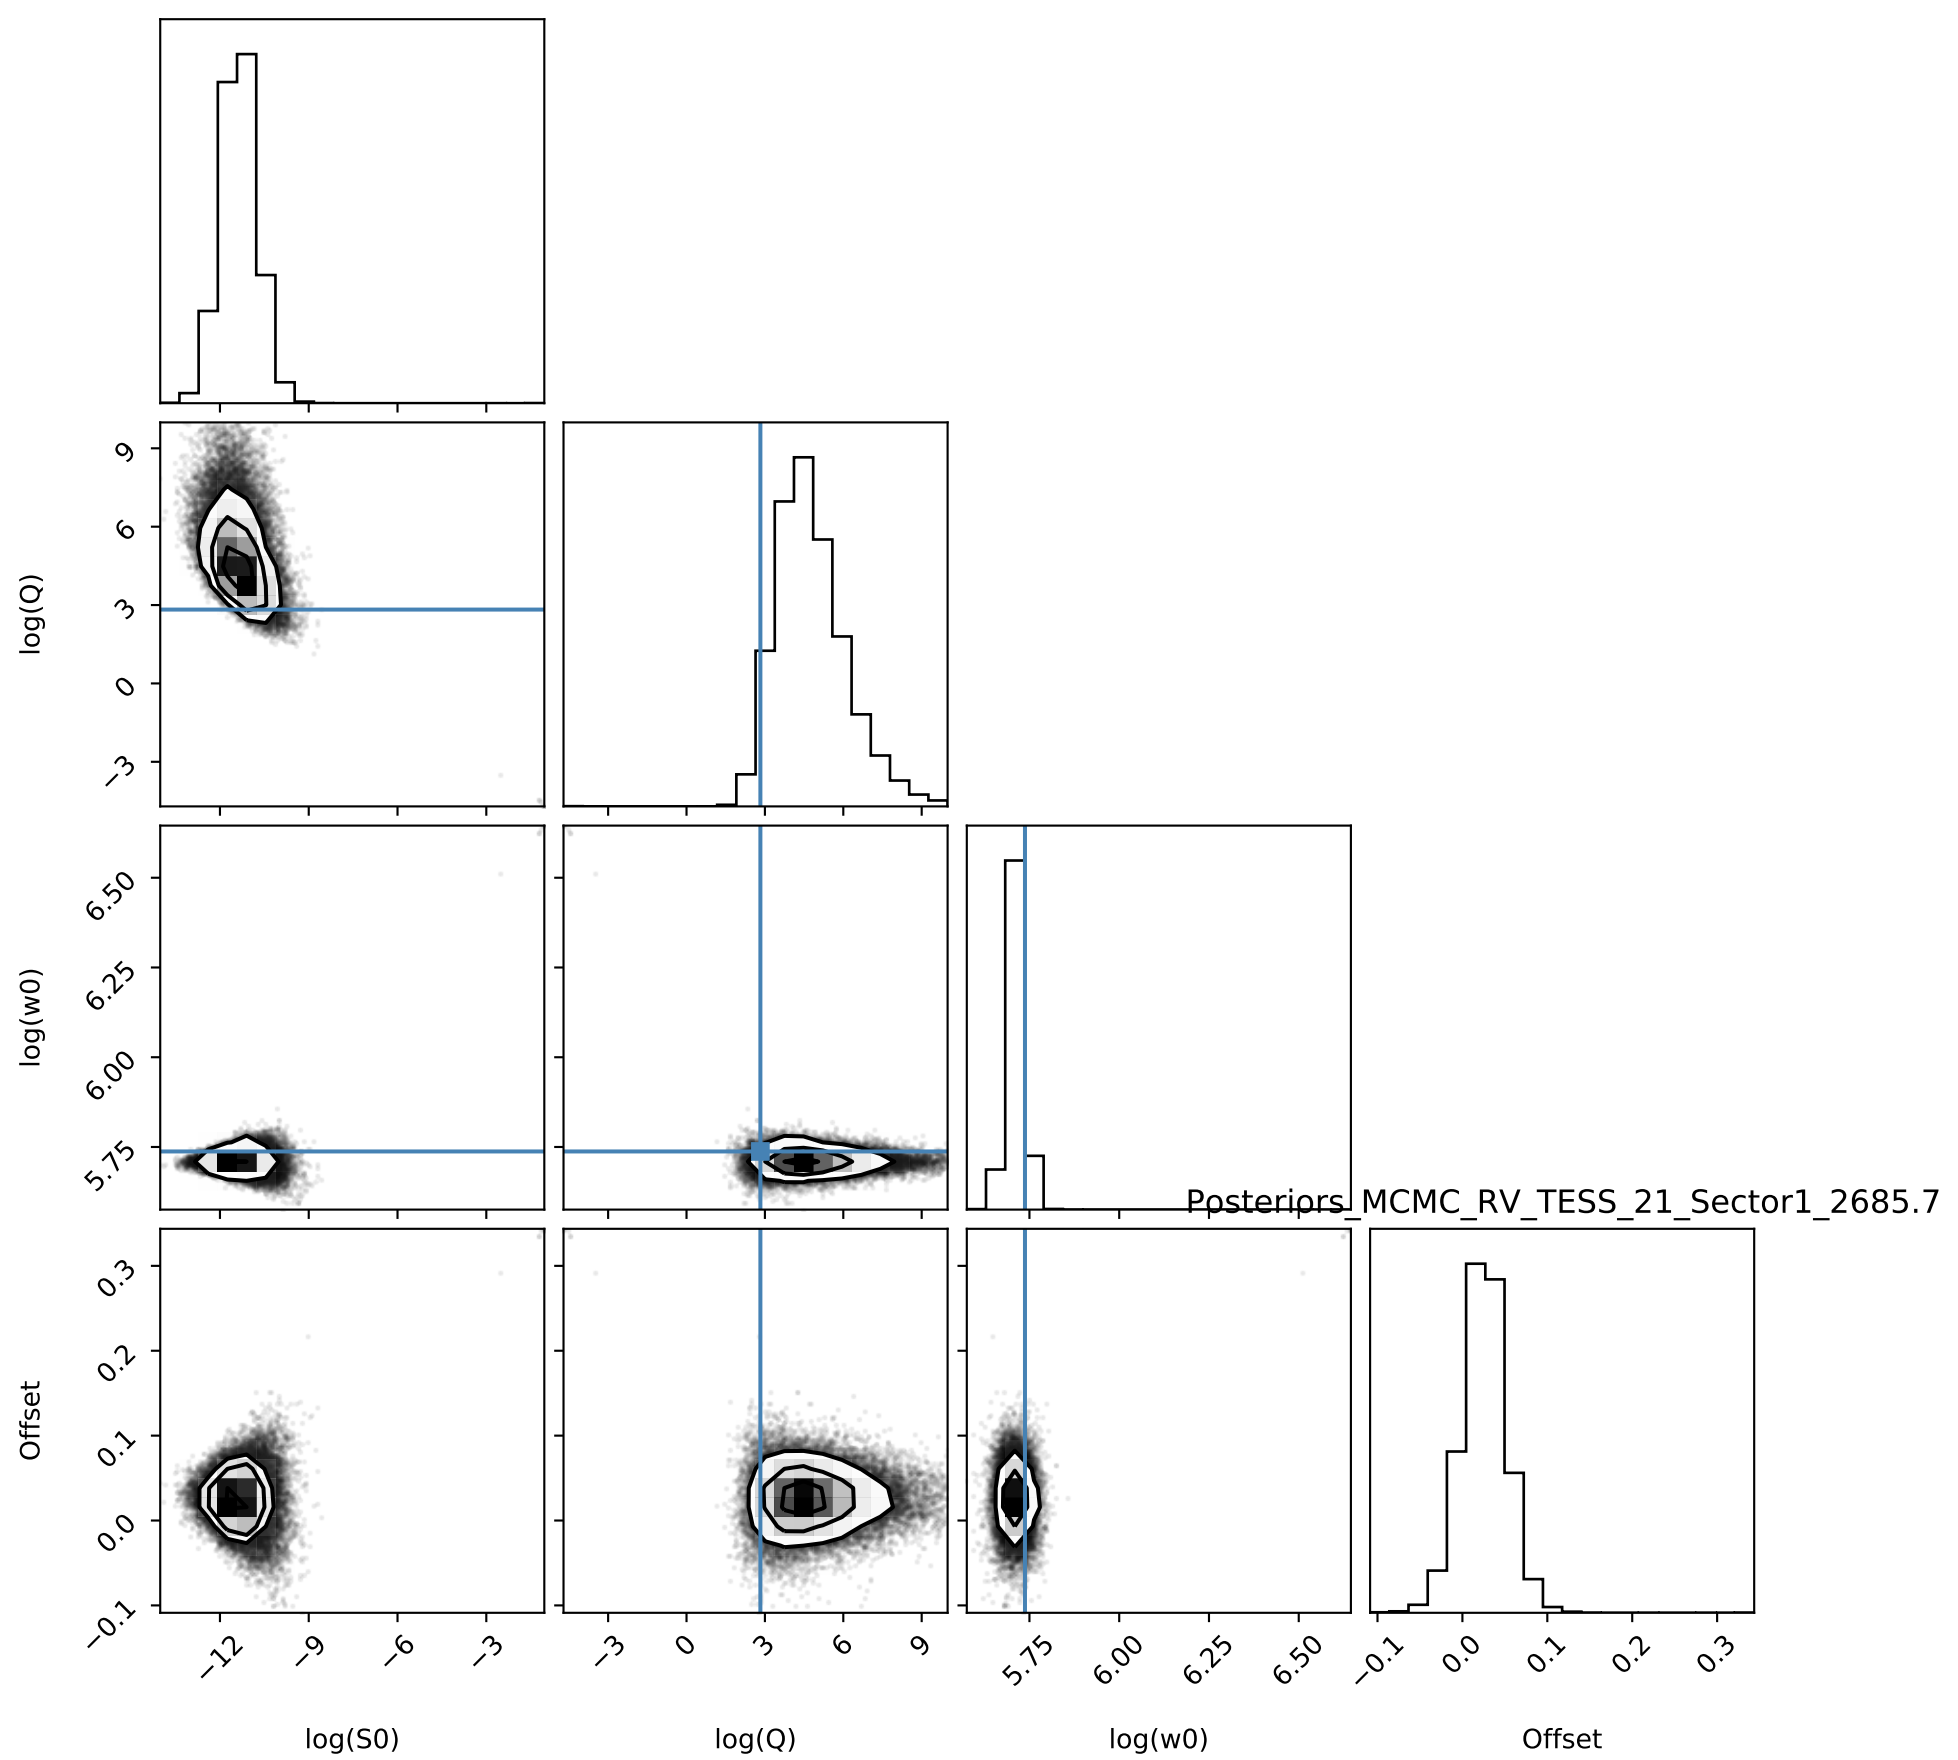 9
6
3
0
−3
log(Q)
6.50
6.25
6.00
5.75
log(w0)
Posteriors_MCMC_RV_TESS_21_Sector1_2685.7
0.3
0.2
0.1
0.0
−0.1
Offset
−12 −9 −6 −3
−3 0 3 6 9
5.75 6.00 6.25 6.50
−0.1 0.0 0.1 0.2 0.3
log(S0) log(Q) log(w0) Offset